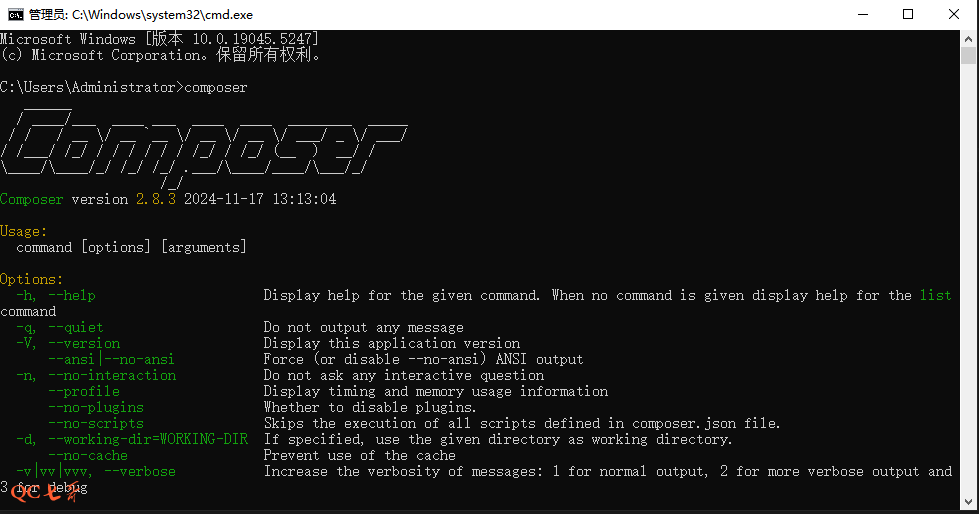 管理员: C:\Windows\system32\cmd.exe
Microsoft Windows [版本 10.0.19045.5247]
(c) Microsoft Corporation。保留所有权利。
C:\Users\Administrator>composer
Composer
Composer version 2.8.3 2024-11-17 13:13:04
Usage:
command [options] [arguments]
Options:
-h, --help Display help for the given command. When no command is given display help for the list
command
-q, --quiet Do not output any message
-V, --version Display this application version
--ansi|--no-ansi Force (or disable --no-ansi) ANSI output
-n, --no-interaction Do not ask any interactive question
--profile Display timing and memory usage information
--no-plugins Whether to disable plugins.
--no-scripts Skips the execution of all scripts defined in composer.json file.
-d, --working-dir=WORKING-DIR If specified, use the given directory as working directory.
--no-cache Prevent use of the cache
-v|vv|vvv, --verbose Increase the verbosity of messages: 1 for normal output, 2 for more verbose output and
3 for debug
QC七哥